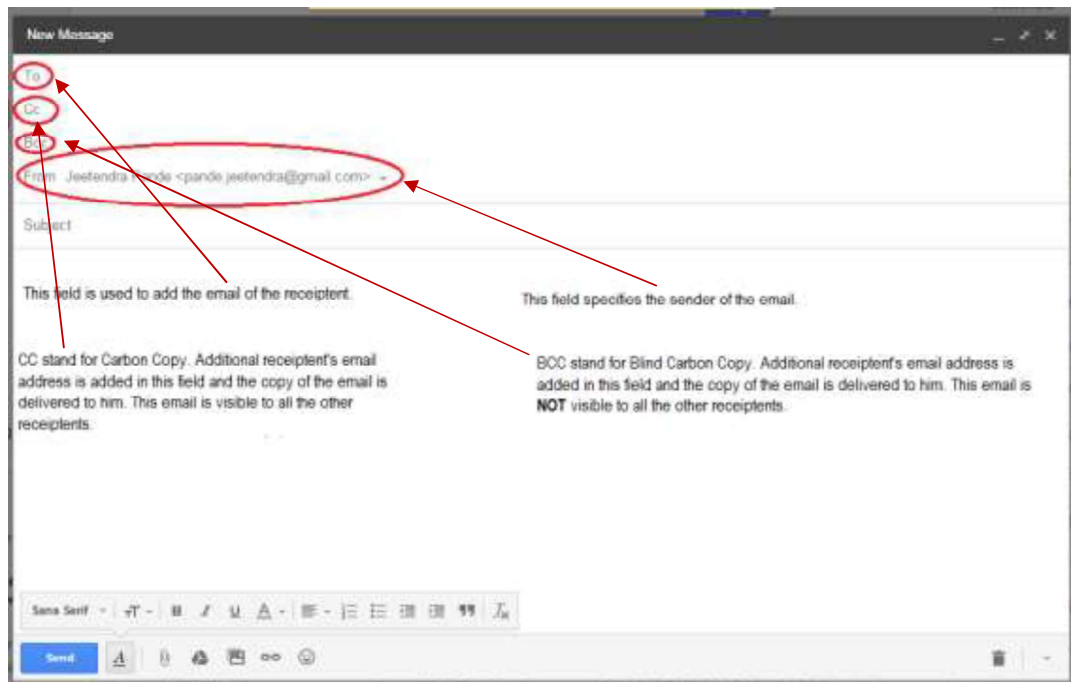 New Message
To
Cc
Bcc
From Jeetendra Pande <pande.jeetendra@gmail.com>
Subject
This field is used to add the email of the receiptent.
This field specifies the sender of the email.
CC stand for Carbon Copy. Additional receiptent's email
address is added in this field and the copy of the email is
delivered to him. This email is visible to all the other
receiptents.
BCC stand for Blind Carbon Copy. Additional receiptent's email address is
added in this field and the copy of the email is delivered to him. This email is
NOT visible to all the other receiptents.
Sans Serif
Send